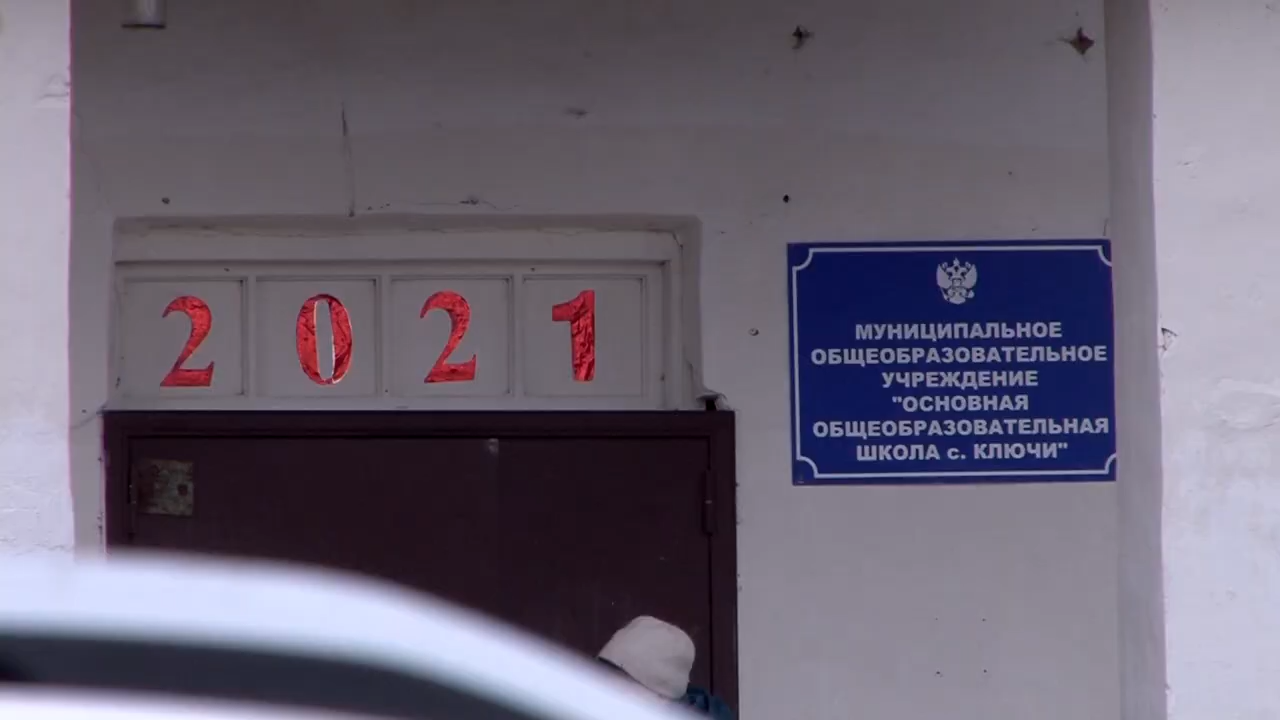 2021
МУНИЦИПАЛЬНОЕ
ОБЩЕОБРАЗОВАТЕЛЬНОЕ
УЧРЕЖДЕНИЕ
"ОСНОВНАЯ
ОБЩЕОБРАЗОВАТЕЛЬНАЯ
ШКОЛА с. КЛЮЧИ"